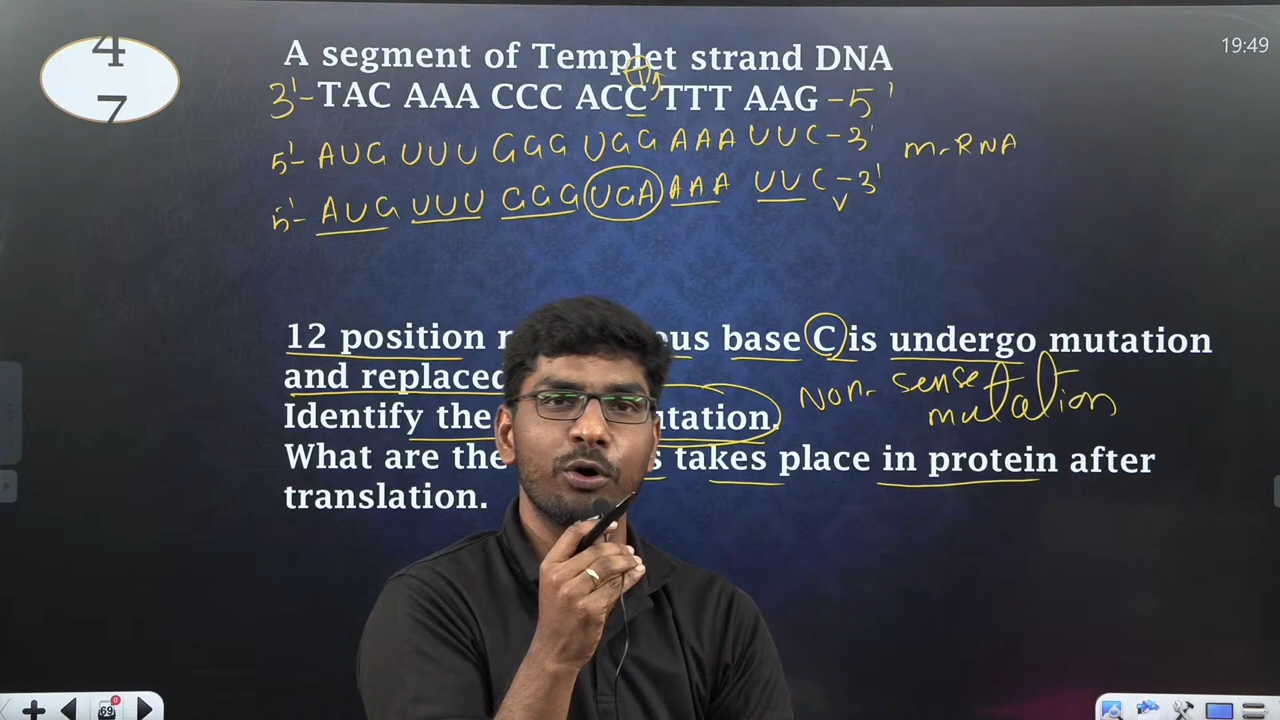 4
7
19:49
A segment of Templet strand DNA
T
3'- TAC AAA CCC ACC TTT AAG -5'
5'- AUG UUU GGG UGG AAA UUC -3' m-RNA
5'- AUG UUU GGG UGA AAA UUC -3'
12 position base C is undergo mutation
and replaced
Non-sense mutation
Identify the
What are the takes place in protein after
translation.
69
0